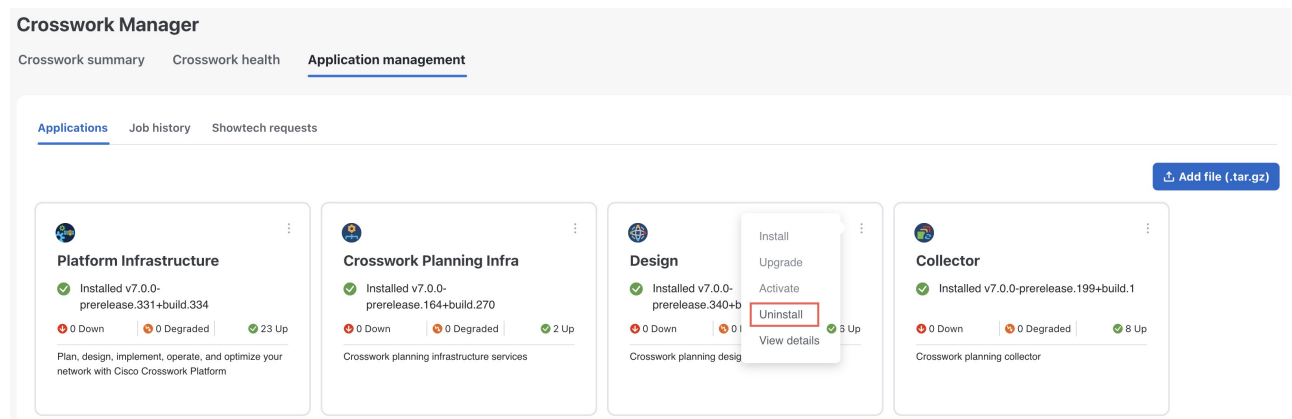 Crosswork Manager
Crosswork summary Crosswork health Application management
Applications Job history Showtech requests
Add file (.tar.gz)
Platform Infrastructure
Installed v7.0.0-
prerelease.331+build.334
0 Down 0 Degraded 23 Up
Plan, design, implement, operate, and optimize your
network with Cisco Crosswork Platform
Crosswork Planning Infra
Installed v7.0.0-
prerelease.164+build.270
0 Down 0 Degraded 2 Up
Crosswork planning infrastructure services
Design
Installed v7.0.0-
prerelease.340+b
0 Down 0 6 Up
Crosswork planning desig
Install
Upgrade
Activate
Uninstall
View details
Collector
Installed v7.0.0-prerelease.199+build.1
0 Down 0 Degraded 8 Up
Crosswork planning collector